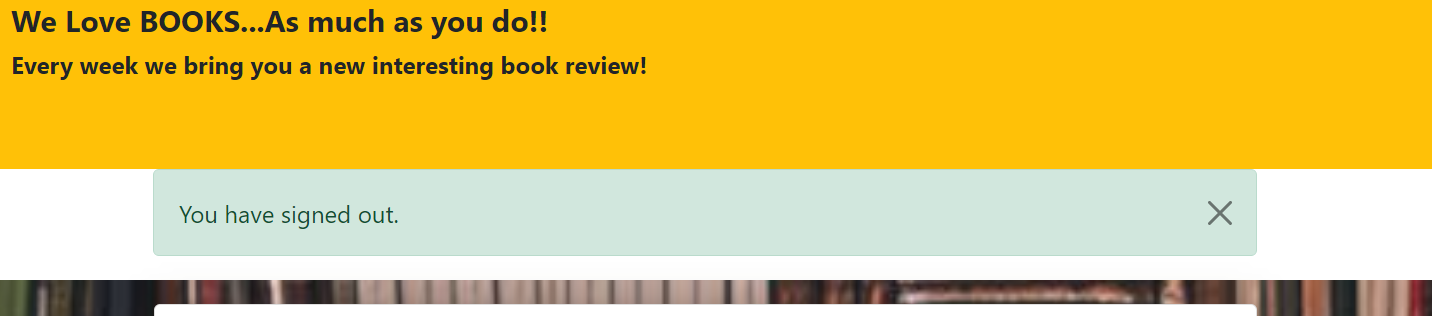 We Love BOOKS...As much as you do!!
Every week we bring you a new interesting book review!
You have signed out.